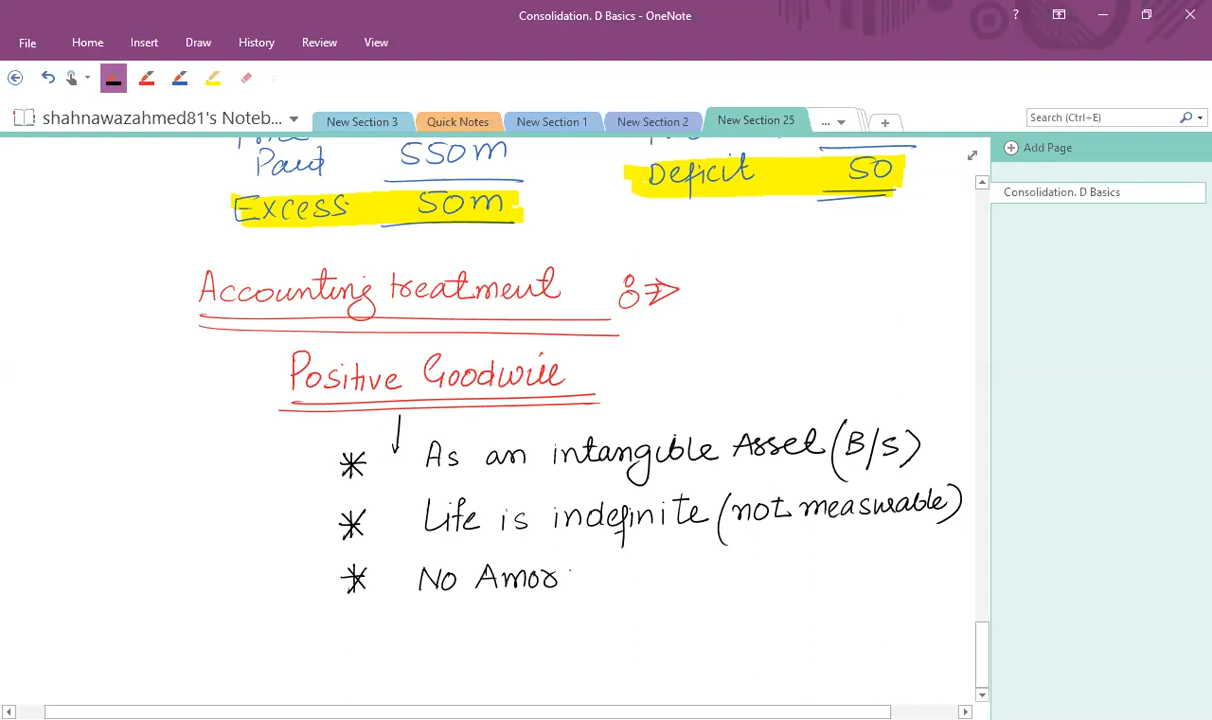 Consolidation. D Basics - OneNote
?
File Home Insert Draw History Review View
shahnawazahmed81's Noteb... New Section 3 Quick Notes New Section 1 New Section 2 New Section 25 ... +
Search (Ctrl+E)
Add Page
Consolidation. D Basics
Paid 550m
Excess 50m
Deficit 50
Accounting treatment
Positive Goodwill
* As an intangible Asset (B/S)
* Life is indefinite (not measurable)
* No Amor